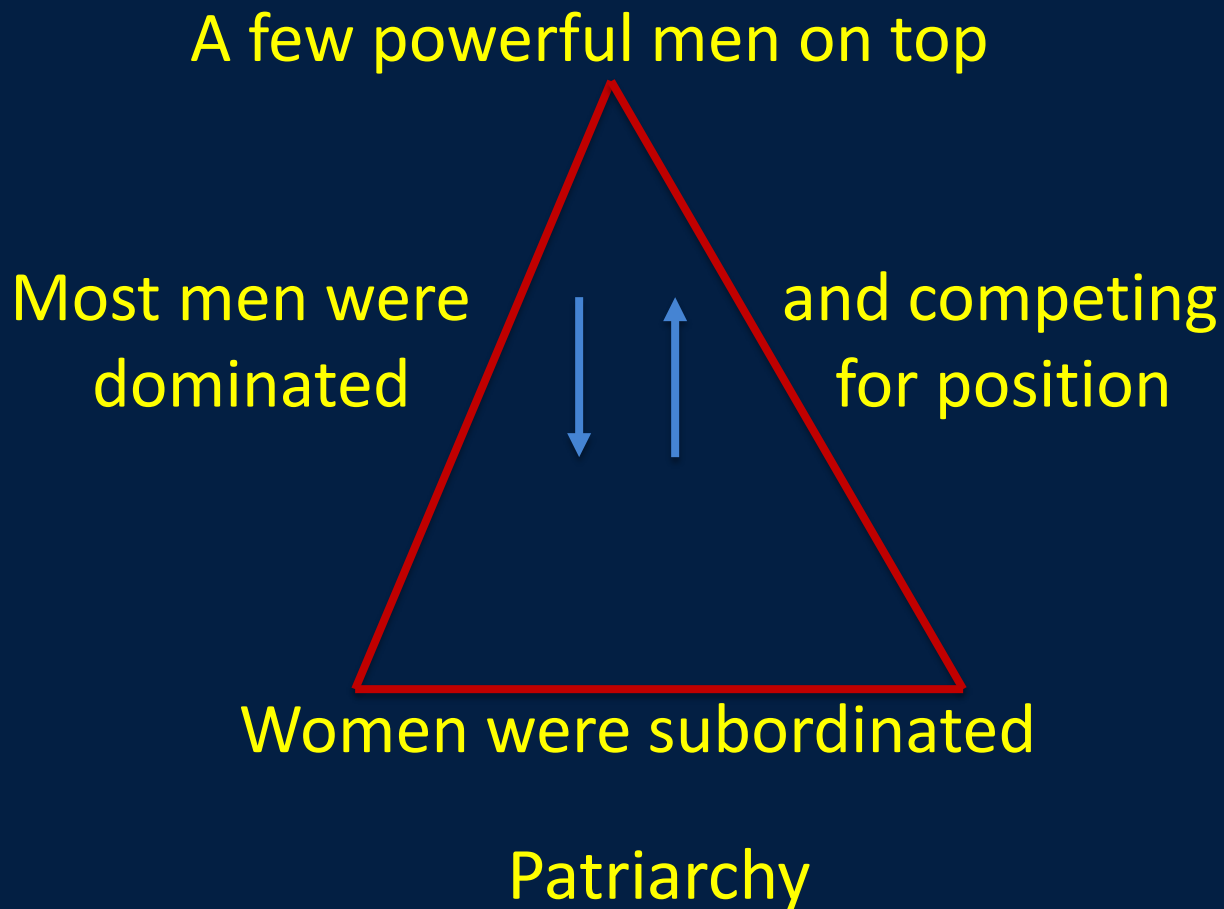 A few powerful men on top
Most men were
dominated
and competing
for position
Women were subordinated
Patriarchy